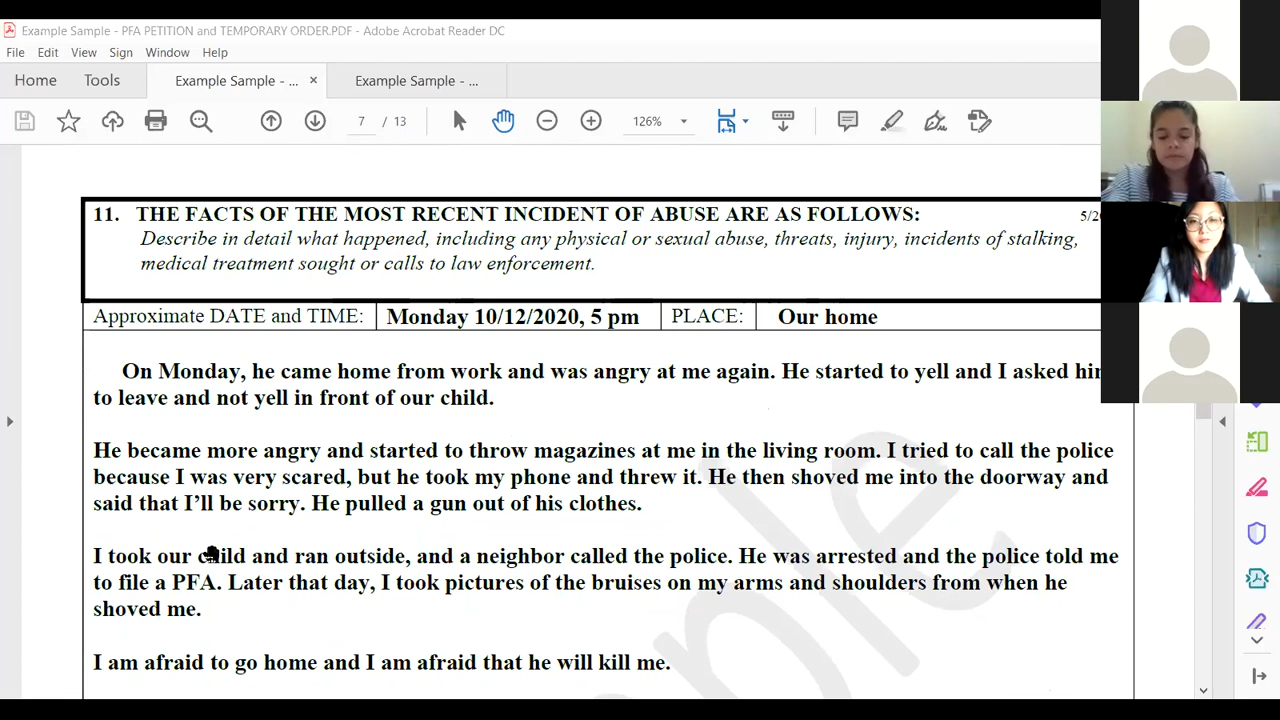 Example Sample - PFA PETITION and TEMPORARY ORDER.PDF - Adobe Acrobat Reader DC
File Edit View Sign Window Help
Home Tools Example Sample - ... × Example Sample - ...
7 / 13 126%
11. THE FACTS OF THE MOST RECENT INCIDENT OF ABUSE ARE AS FOLLOWS:
Describe in detail what happened, including any physical or sexual abuse, threats, injury, incidents of stalking,
medical treatment sought or calls to law enforcement.
Approximate DATE and TIME: Monday 10/12/2020, 5 pm PLACE: Our home
On Monday, he came home from work and was angry at me again. He started to yell and I asked
to leave and not yell in front of our child.
He became more angry and started to throw magazines at me in the living room. I tried to call the police
because I was very scared, but he took my phone and threw it. He then shoved me into the doorway and
said that I'll be sorry. He pulled a gun out of his clothes.
I took our child and ran outside, and a neighbor called the police. He was arrested and the police told me
to file a PFA. Later that day, I took pictures of the bruises on my arms and shoulders from when he
shoved me.
I am afraid to go home and I am afraid that he will kill me.